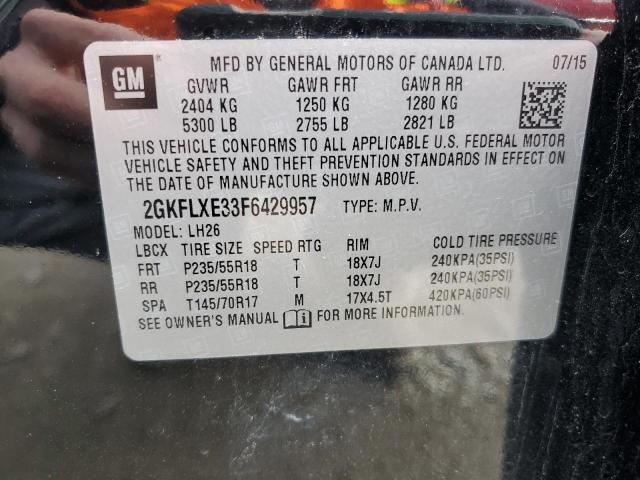 GM
MFD BY GENERAL MOTORS OF CANADA LTD. 07/15
GVWR GAWR FRT GAWR RR
2404 KG 1250 KG 1280 KG
5300 LB 2755 LB 2821 LB
THIS VEHICLE CONFORMS TO ALL APPLICABLE U.S. FEDERAL MOTOR
VEHICLE SAFETY AND THEFT PREVENTION STANDARDS IN EFFECT ON
THE DATE OF MANUFACTURE SHOWN ABOVE.
2GKFLXE33F6429957 TYPE: M.P.V.
MODEL: LH26
LBCX TIRE SIZE SPEED RTG RIM COLD TIRE PRESSURE
FRT P235/55R18 T 18X7J 240KPA(35PSI)
RR P235/55R18 T 18X7J 240KPA(35PSI)
SPA T145/70R17 M 17X4.5T 420KPA(60PSI)
SEE OWNER'S MANUAL FOR MORE INFORMATION.